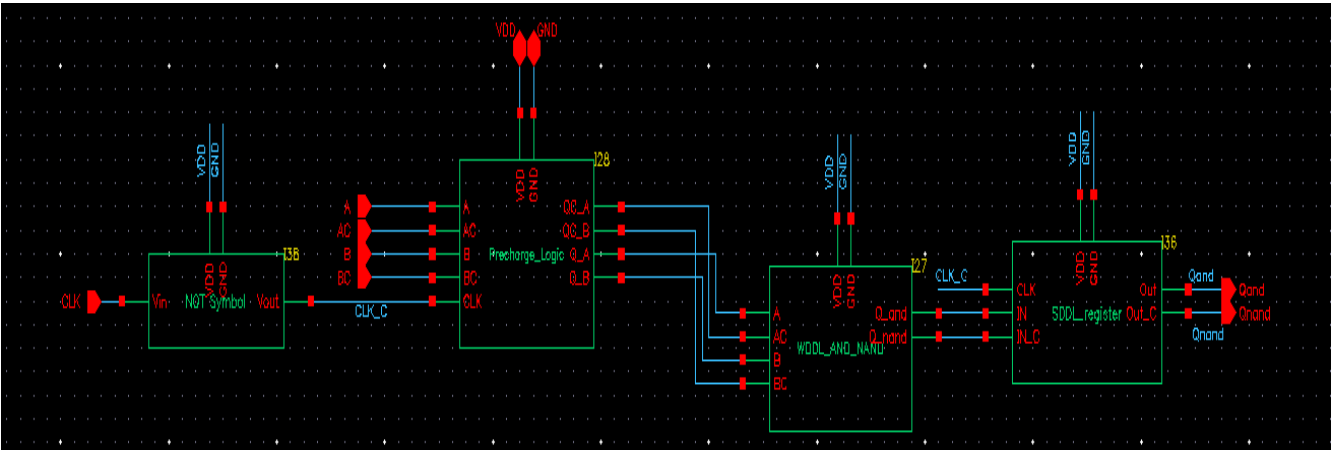 VDD GND
VDD
GND
I38
CLK
Vin
VDD
GND
NOT Symbol
Vout
CLK_C
I28
VDD
GND
A
AC
B
BC
A
AC
B
BC
CLK
Precharge_Logic
QC_A
QC_B
Q_A
Q_B
VDD
GND
I27
VDD
GND
A
AC
B
BC
WDDL_AND_NAND
Q_and
Q_nand
VDD
GND
I36
VDD
GND
CLK_C
CLK
IN
IN_C
SDDL_register
Out
Out_C
Qand
Qnand
Qand
Qnand